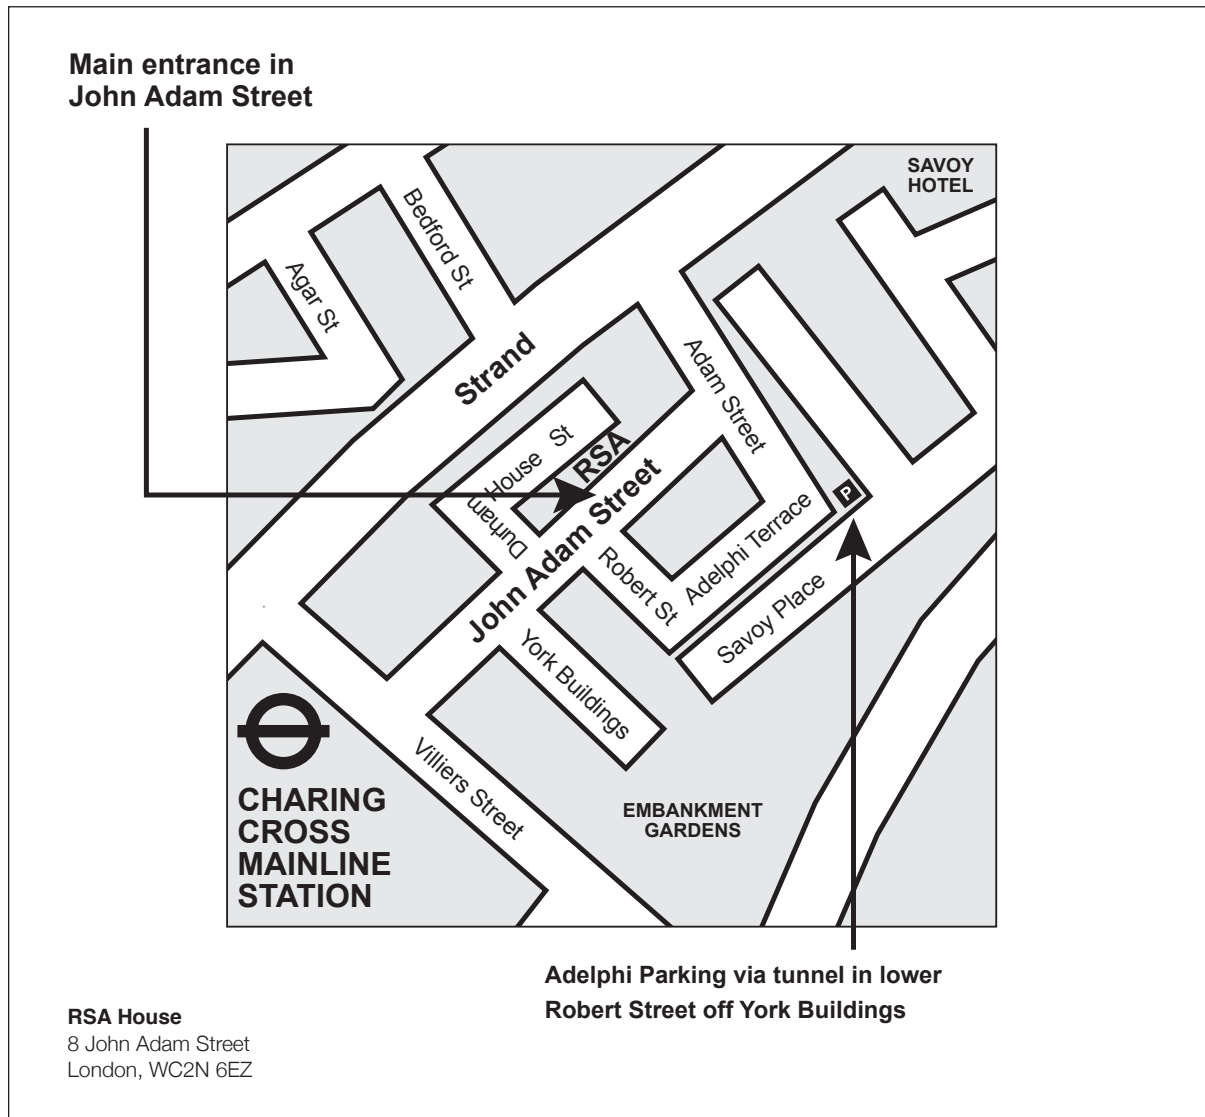 Main entrance in
John Adam Street
SAVOY
HOTEL
Bedford St
Agar St
Strand
Adam Street
House St
Durham
RSA
John Adam Street
P
Adelphi Terrace
Robert St
Savoy Place
York Buildings
Villiers Street
CHARING
CROSS
MAINLINE
STATION
EMBANKMENT
GARDENS
Adelphi Parking via tunnel in lower
Robert Street off York Buildings
RSA House
8 John Adam Street
London, WC2N 6EZ